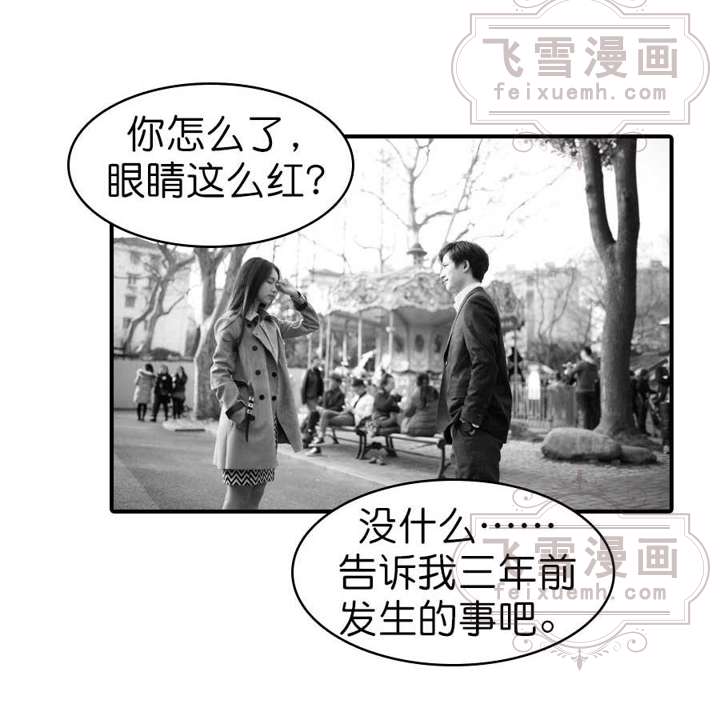 飞雪漫画
feixuemh.com
你怎么了，
眼睛这么红？
没什么……
告诉我三年前
发生的事吧。
飞雪漫画
feixuemh.com